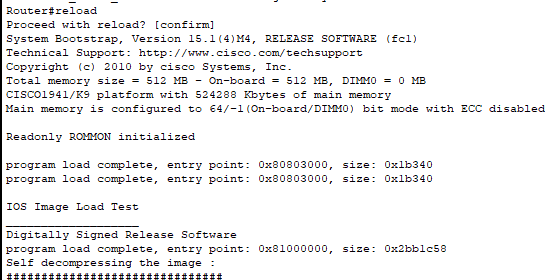 Router#reload
Proceed with reload? [confirm]
System Bootstrap, Version 15.1(4)M4, RELEASE SOFTWARE (fc1)
Technical Support: http://www.cisco.com/techsupport
Copyright (c) 2010 by cisco Systems, Inc.
Total memory size = 512 MB - On-board = 512 MB, DIMM0 = 0 MB
CISCO1941/K9 platform with 524288 Kbytes of main memory
Main memory is configured to 64/-1(On-board/DIMM0) bit mode with ECC disabled
Readonly ROMMON initialized
program load complete, entry point: 0x80803000, size: 0x1b340
program load complete, entry point: 0x80803000, size: 0x1b340
IOS Image Load Test
___________________
Digitally Signed Release Software
program load complete, entry point: 0x81000000, size: 0x2bb1c58
Self decompressing the image :
###############################